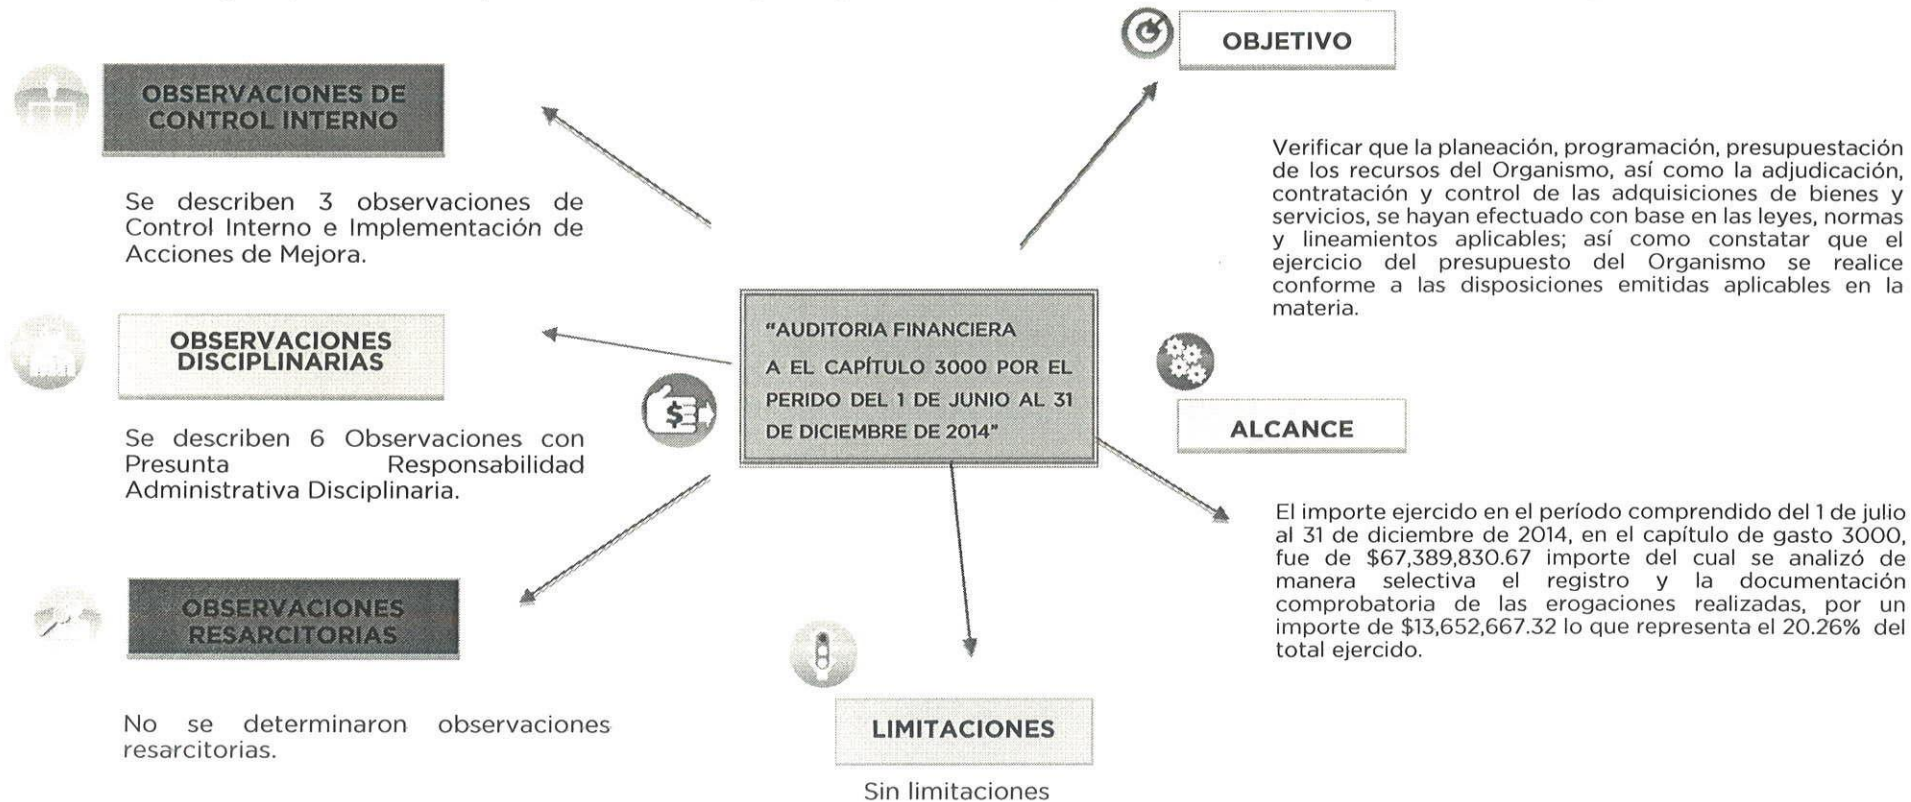 OBJETIVO
OBSERVACIONES DE
CONTROL INTERNO
Verificar que la planeación, programación, presupuestación
de los recursos del Organismo, así como la adjudicación,
contratación y control de las adquisiciones de bienes y
servicios, se hayan efectuado con base en las leyes, normas
y lineamientos aplicables; así como constatar que el
ejercicio del presupuesto del Organismo se realice
conforme a las disposiciones emitidas aplicables en la
materia.
Se describen 3 observaciones de
Control Interno e Implementación de
Acciones de Mejora.
OBSERVACIONES
DISCIPLINARIAS
"AUDITORIA FINANCIERA
A EL CAPÍTULO 3000 POR EL
PERIDO DEL 1 DE JUNIO AL 31
DE DICIEMBRE DE 2014"
$
ALCANCE
Se describen 6 Observaciones con
Presunta Responsabilidad
Administrativa Disciplinaria.
El importe ejercido en el período comprendido del 1 de julio
al 31 de diciembre de 2014, en el capítulo de gasto 3000,
fue de $67,389,830.67 importe del cual se analizó de
manera selectiva el registro y la documentación
comprobatoria de las erogaciones realizadas, por un
importe de $13,652,667.32 lo que representa el 20.26% del
total ejercido.
OBSERVACIONES
RESARCITORIAS
No se determinaron observaciones
resarcitorias.
LIMITACIONES
Sin limitaciones